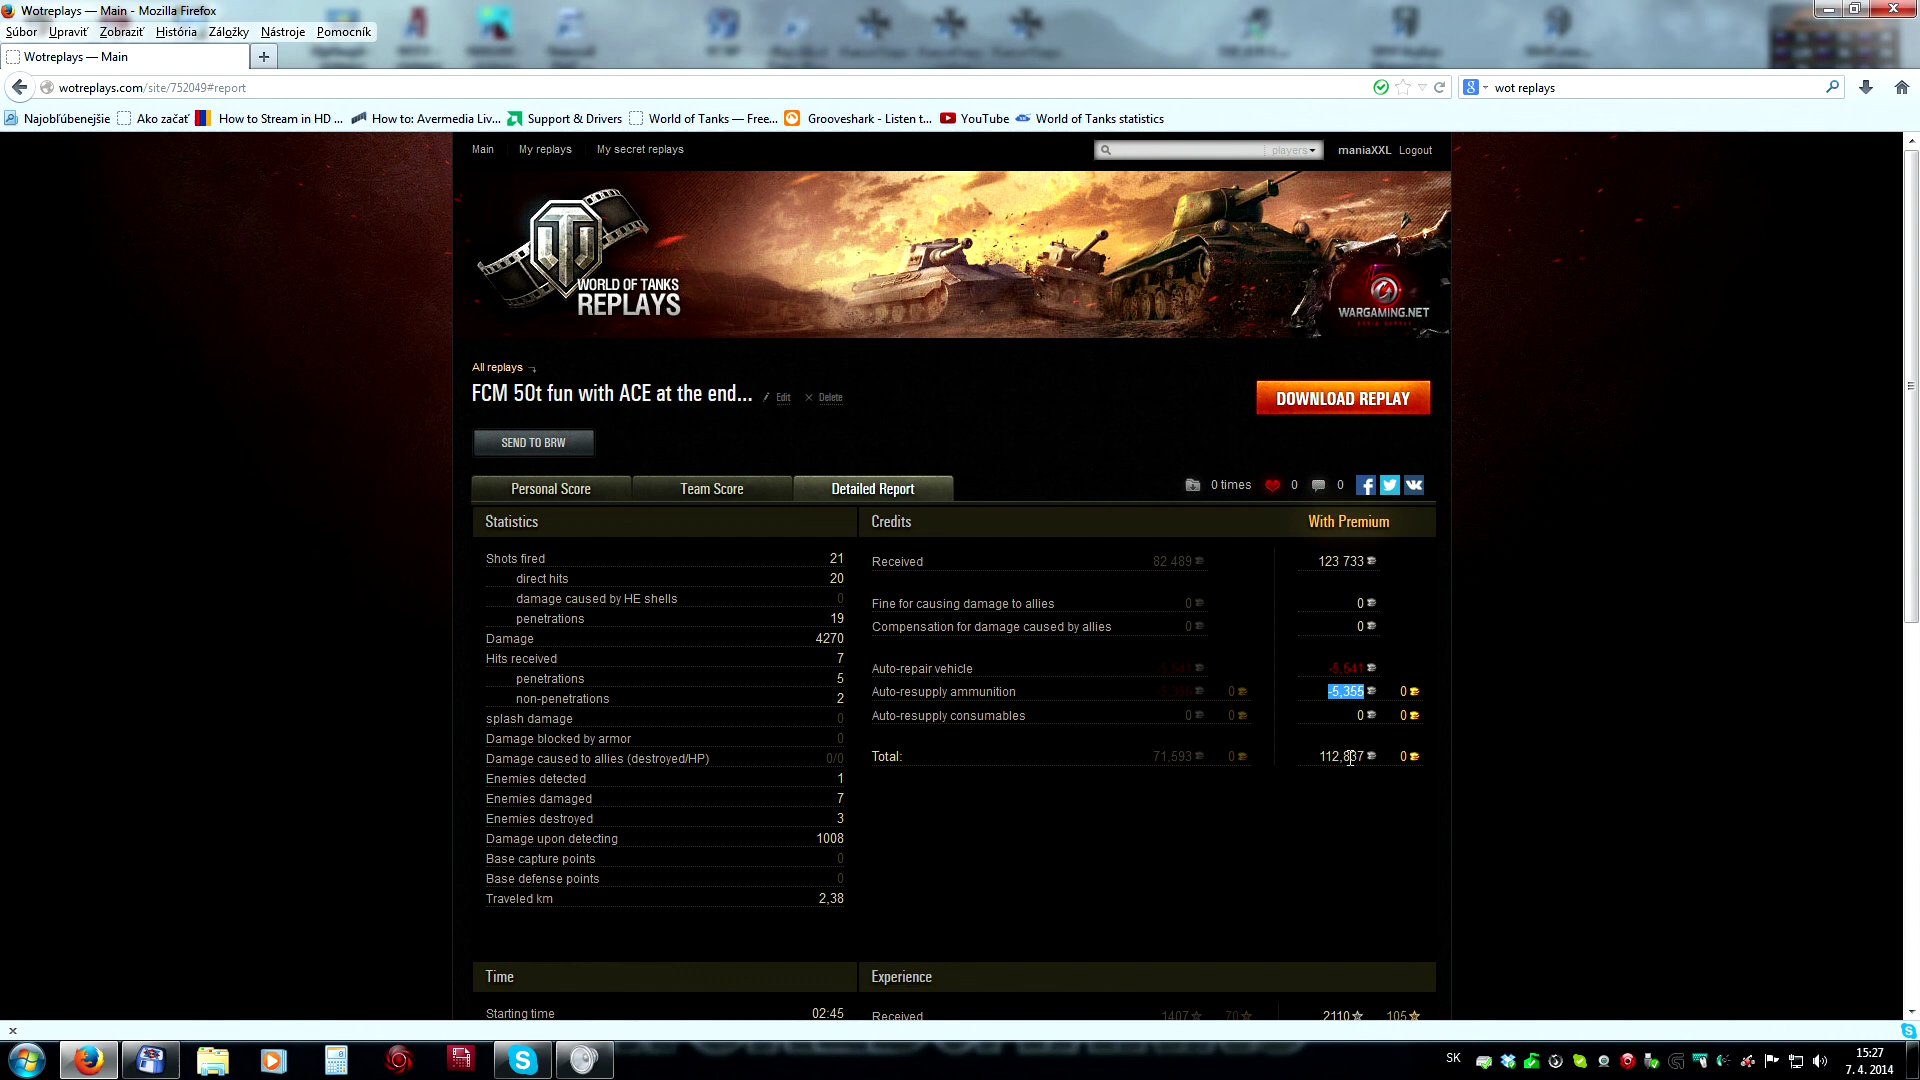 Wotreplays — Main - Mozilla Firefox
Súbor Upraviť Zobraziť História Záložky Nástroje Pomocník
Wotreplays — Main
wotreplays.com/site/752049#report
wot replays
Najobľúbenejšie Ako začať How to Stream in HD ... How to: Avermedia Liv... Support & Drivers World of Tanks — Free... Grooveshark - Listen t... YouTube World of Tanks statistics
Main My replays My secret replays players maniaXXL Logout
WORLD OF TANKS
REPLAYS
WARGAMING.NET
All replays
FCM 50t fun with ACE at the end... Edit Delete
DOWNLOAD REPLAY
SEND TO BRW
Personal Score Team Score Detailed Report 0 times 0 0
Statistics
Shots fired 21
direct hits 20
damage caused by HE shells 0
penetrations 19
Damage 4270
Hits received 7
penetrations 5
non-penetrations 2
splash damage 0
Damage blocked by armor 0
Damage caused to allies (destroyed/HP) 0/0
Enemies detected 1
Enemies damaged 7
Enemies destroyed 3
Damage upon detecting 1008
Base capture points 0
Base defense points 0
Traveled km 2,38
Credits With Premium
Received 82 489 123 733
Fine for causing damage to allies 0 0
Compensation for damage caused by allies 0 0
Auto-repair vehicle -5,541 -5,541
Auto-resupply ammunition -5,355 0 -5,355 0
Auto-resupply consumables 0 0 0 0
Total: 71,593 0 112,837 0
Time
Starting time 02:45
Experience
Received 1407 70 2110 105
SK
15:27
7. 4. 2014